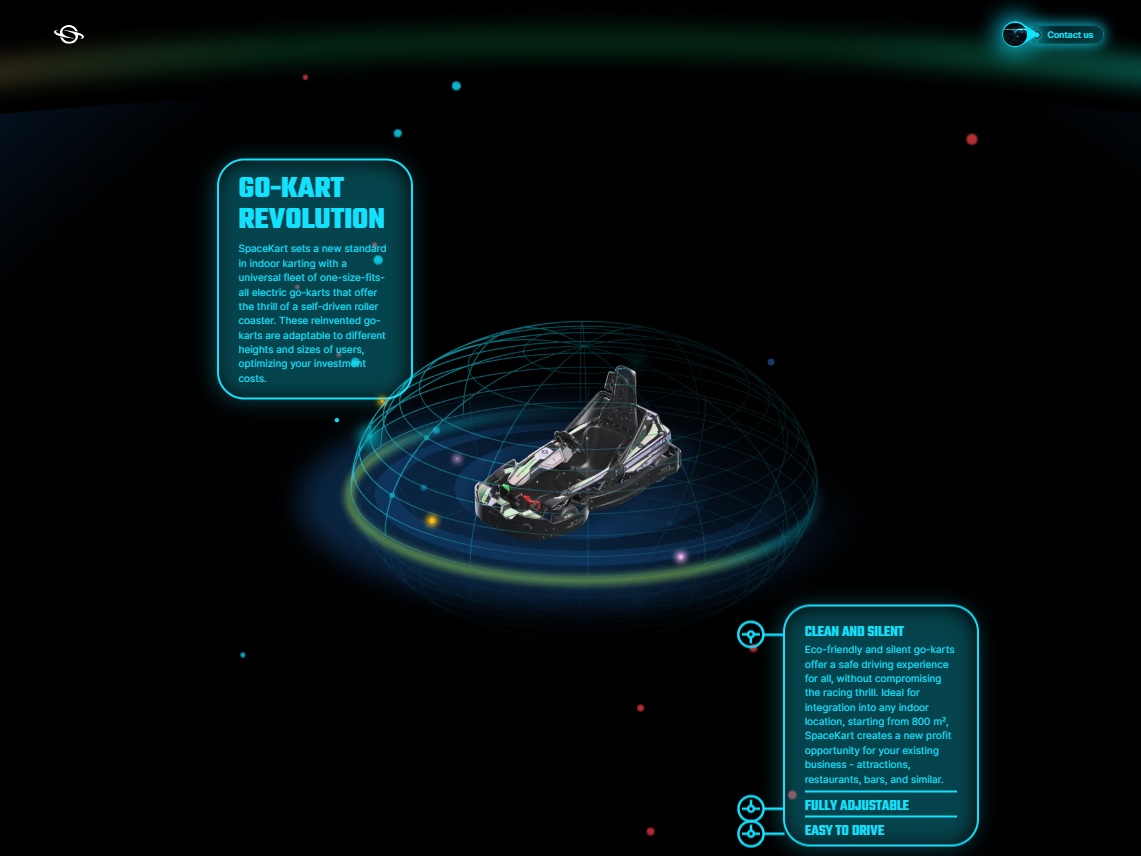 Contact us
GO-KART
REVOLUTION
SpaceKart sets a new standard
in indoor karting with a
universal fleet of one-size-fits-
all electric go-karts that offer
the thrill of a self-driven roller
coaster. These reinvented go-
karts are adaptable to different
heights and sizes of users,
optimizing your investment
costs.
CLEAN AND SILENT
Eco-friendly and silent go-karts
offer a safe driving experience
for all, without compromising
the racing thrill. Ideal for
integration into any indoor
location, starting from 800 m²,
SpaceKart creates a new profit
opportunity for your existing
business - attractions,
restaurants, bars, and similar.
FULLY ADJUSTABLE
EASY TO DRIVE